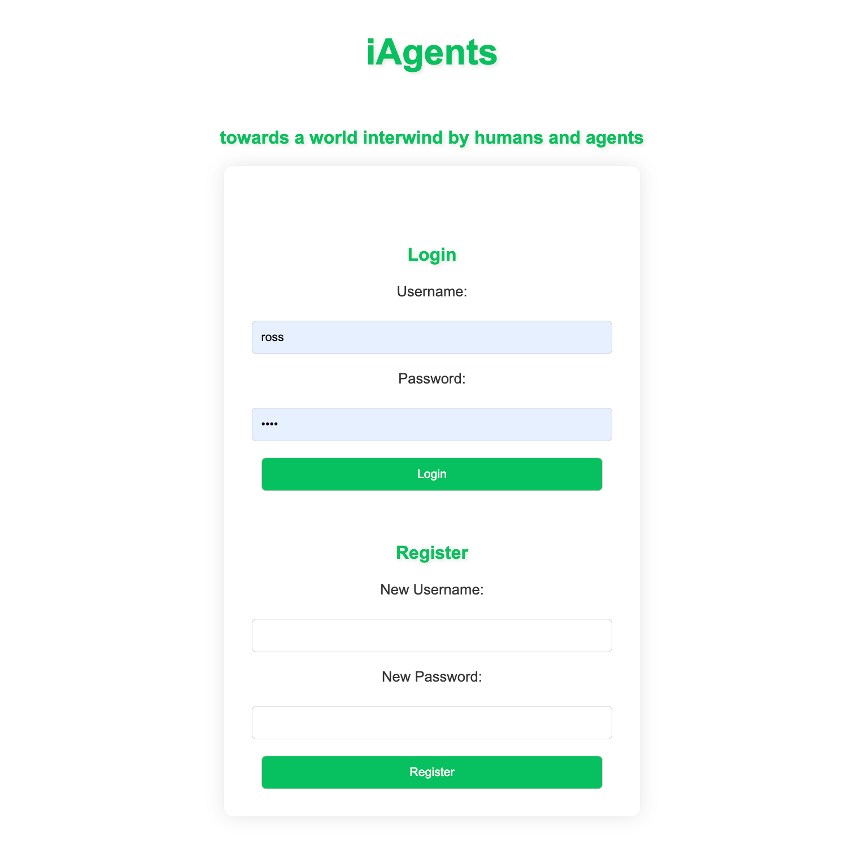 iAgents
towards a world interwind by humans and agents
Login
Username:
ross
Password:
••••
Login
Register
New Username:
New Password:
Register